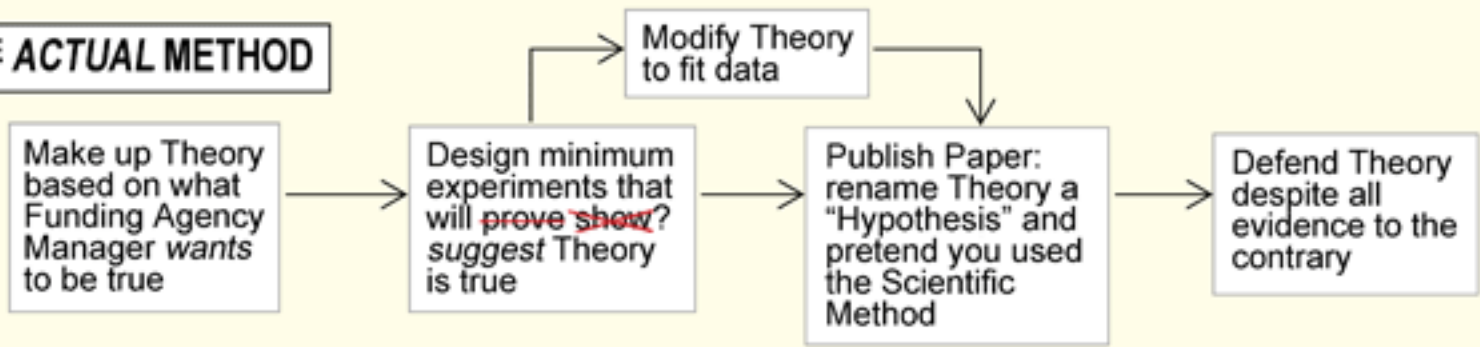 ACTUAL METHOD
Modify Theory
to fit data
Make up Theory
based on what
Funding Agency
Manager wants
to be true
Design minimum
experiments that
will prove show?
suggest Theory
is true
Publish Paper:
rename Theory a
“Hypothesis” and
pretend you used
the Scientific
Method
Defend Theory
despite all
evidence to the
contrary